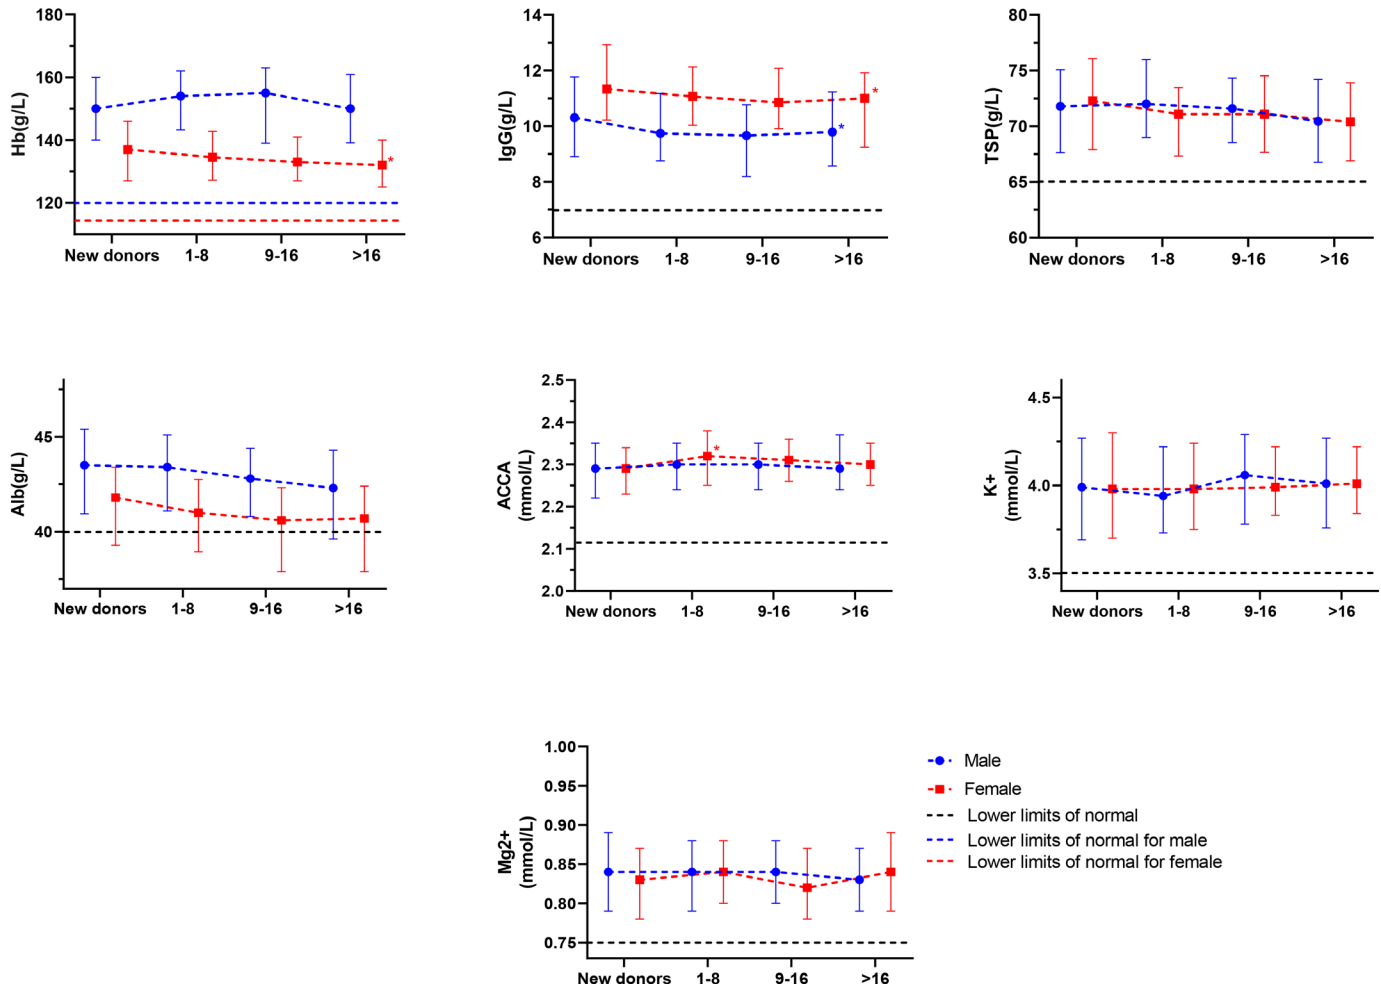 Hb(g/L)
180
160
140
120
*
New donors 1-8 9-16 >16
IgG(g/L)
14
12
10
8
6
*
*
New donors 1-8 9-16 >16
TSP(g/L)
80
75
70
65
60
New donors 1-8 9-16 >16
Alb(g/L)
45
40
New donors 1-8 9-16 >16
ACCA
(mmol/L)
2.5
2.4
2.3
2.2
2.1
2.0
*
New donors 1-8 9-16 >16
K+
(mmol/L)
4.5
4.0
3.5
New donors 1-8 9-16 >16
Mg2+
(mmol/L)
1.00
0.95
0.90
0.85
0.80
0.75
New donors 1-8 9-16 >16
Male
Female
Lower limits of normal
Lower limits of normal for male
Lower limits of normal for female